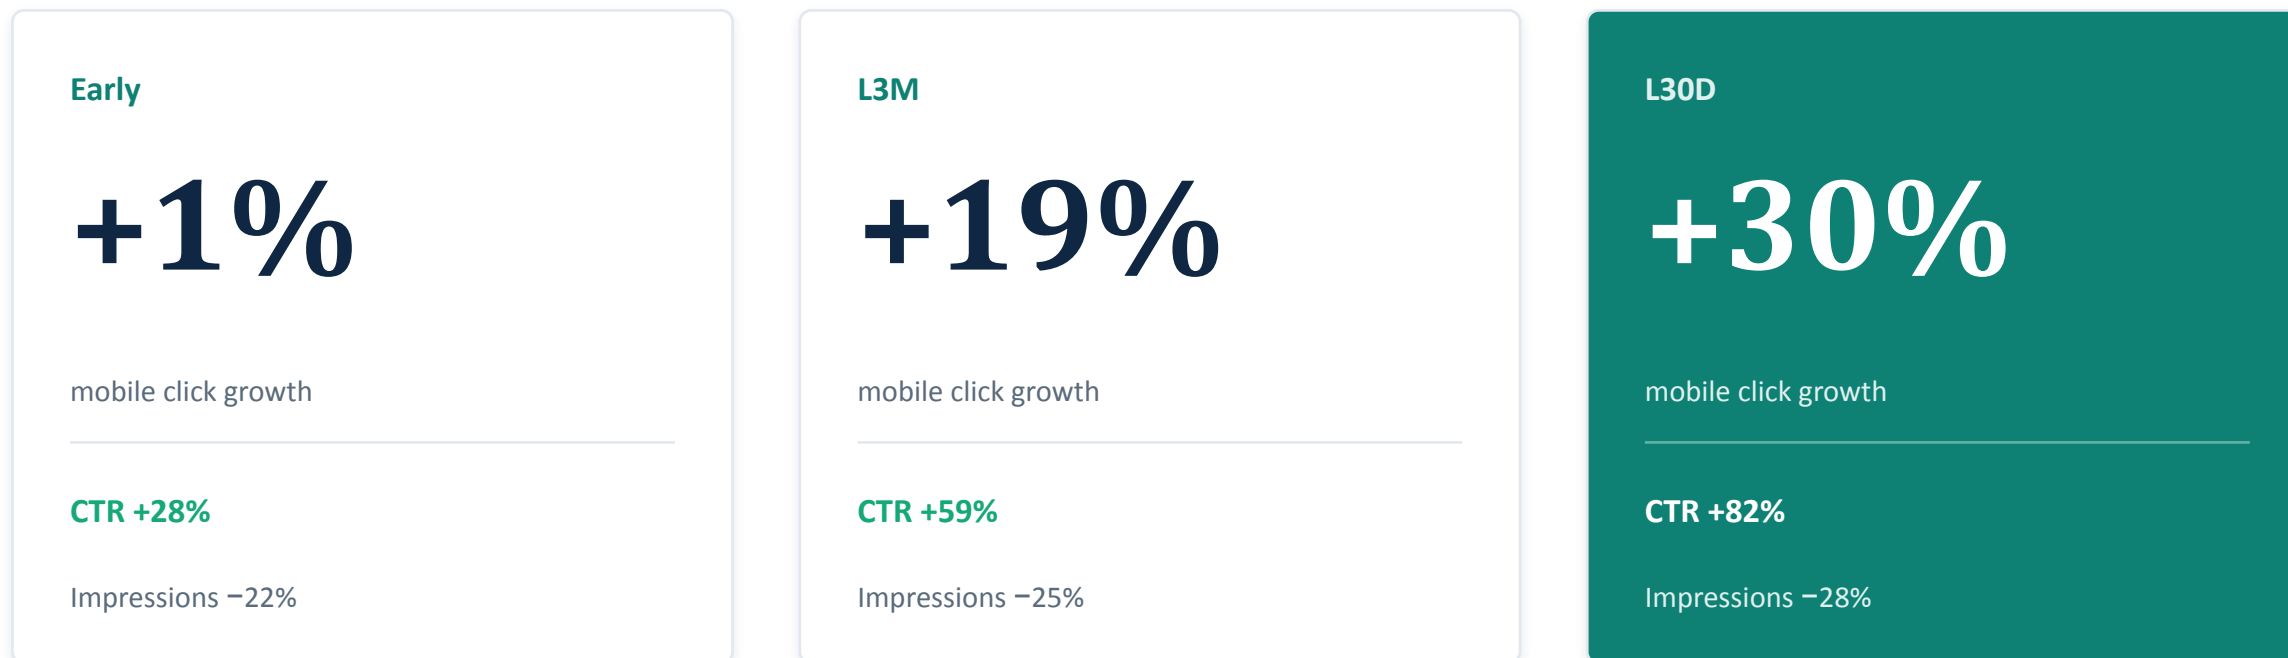 Early
+1%
mobile click growth
CTR +28%
Impressions −22%
L3M
+19%
mobile click growth
CTR +59%
Impressions −25%
L30D
+30%
mobile click growth
CTR +82%
Impressions −28%